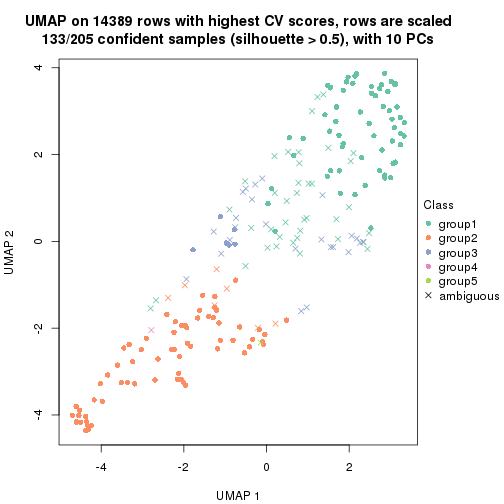 UMAP on 14389 rows with highest CV scores, rows are scaled
133/205 confident samples (silhouette > 0.5), with 10 PCs
4
2
0
-2
-4
UMAP 2
-4
-2
0
2
UMAP 1
Class
group1
group2
group3
group4
group5
ambiguous